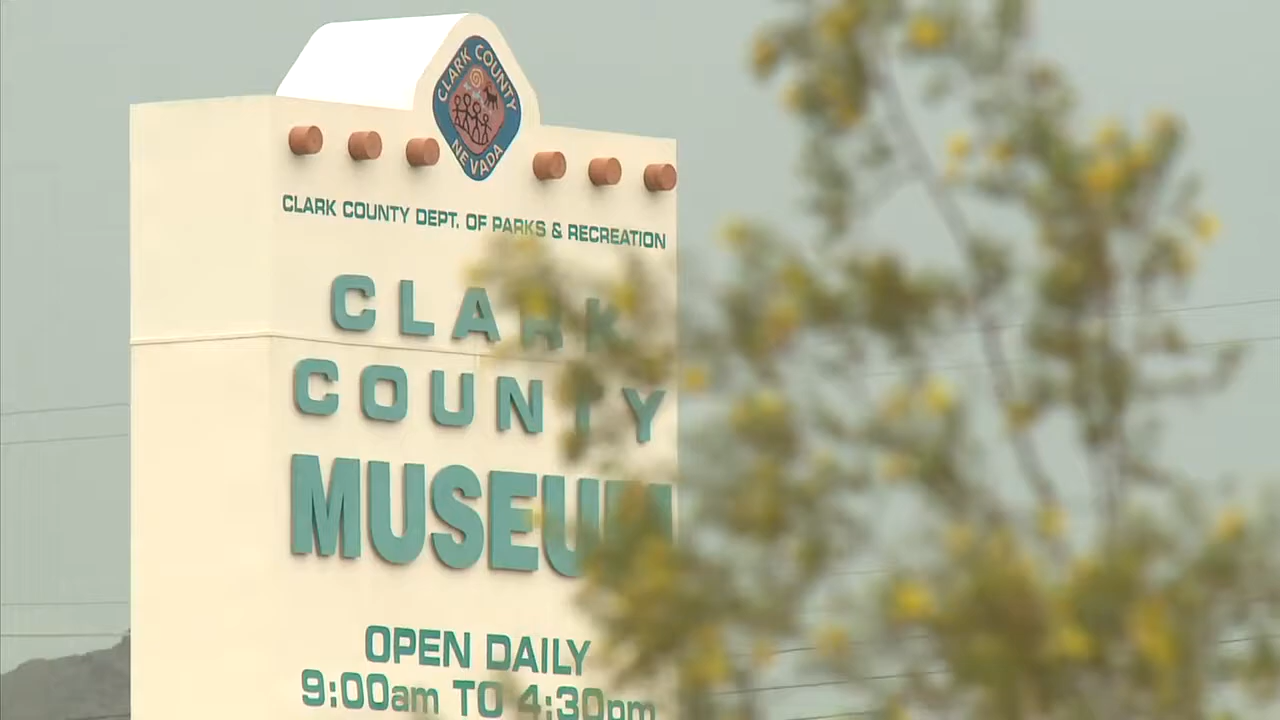 CLARK COUNTY
NEVADA
CLARK COUNTY DEPT. OF PARKS & RECREATION
CLARK
COUNTY
MUSEUM
OPEN DAILY
9:00am TO 4:30pm